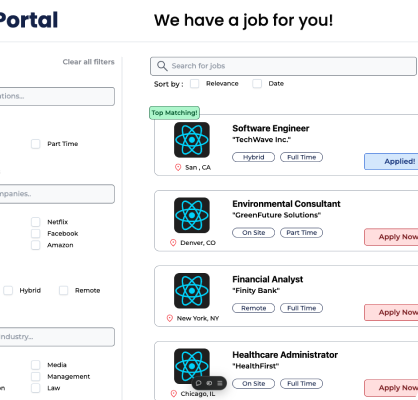 Portal
We have a job for you!
Clear all filters
Search for jobs
Sort by :
Relevance
Date
ations...
Top Matching!
Software Engineer
"TechWave Inc."
Hybrid
Full Time
San , CA
Applied!
Part Time
mpanies..
Environmental Consultant
"GreenFuture Solutions"
On Site
Part Time
Denver, CO
Apply Now
Netflix
Facebook
Amazon
Hybrid
Remote
Financial Analyst
"Finity Bank"
Remote
Full Time
New York, NY
Apply Now
ndustry...
Media
Management
on
Law
Healthcare Administrator
"HealthFirst"
On Site
Full Time
Chicago, IL
Apply Now